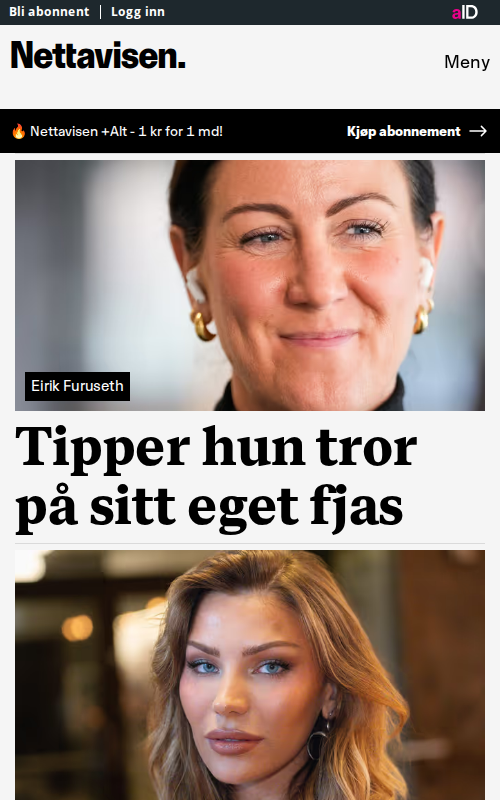 Bli abonnent | Logg inn
aID
Nettavisen.
Meny
🔥 Nettavisen +Alt - 1 kr for 1 md!
Kjøp abonnement →
Eirik Furuseth
Tipper hun tror
på sitt eget fjas